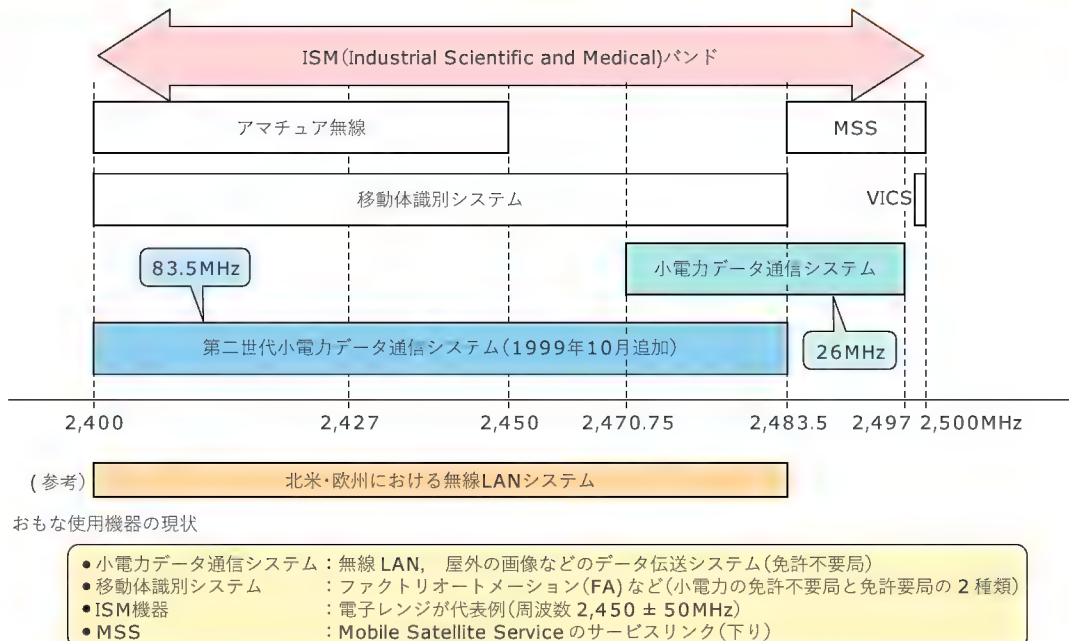 ISM(Industrial Scientific and Medical)バンド
アマチュア無線
MSS
移動体識別システム
VICS
83.5MHz
小電力データ通信システム
第二世代小電力データ通信システム(1999年10月追加)
26MHz
2,400 2,427 2,450 2,470.75 2,483.5 2,497 2,500MHz
(参考) 北米・欧州における無線LANシステム
おもな使用機器の現状
●小電力データ通信システム：無線LAN， 屋外の画像などのデータ伝送システム(免許不要局)
●移動体識別システム ：ファクトリオートメーション(FA)など(小電力の免許不要局と免許要局の2種類)
●ISM機器 ：電子レンジが代表例(周波数2,450±50MHz)
●MSS ：Mobile Satellite Serviceのサービスリンク(下り)